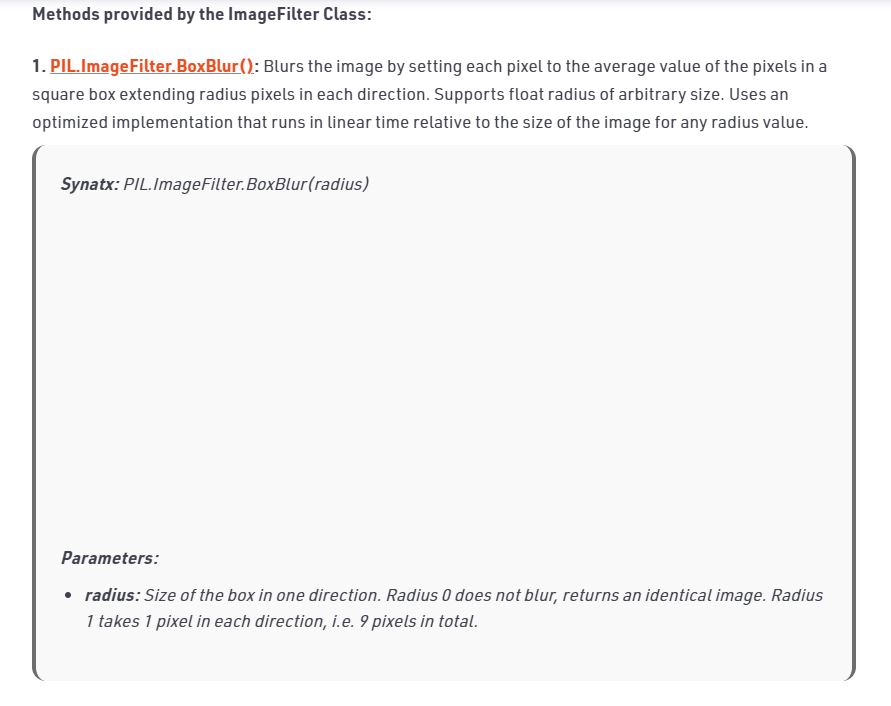 Methods provided by the ImageFilter Class:
1. PIL.ImageFilter.BoxBlur(): Blurs the image by setting each pixel to the average value of the pixels in a
square box extending radius pixels in each direction. Supports float radius of arbitrary size. Uses an
optimized implementation that runs in linear time relative to the size of the image for any radius value.
Synatx: PIL.ImageFilter.BoxBlur(radius)
Parameters:
• radius: Size of the box in one direction. Radius 0 does not blur, returns an identical image. Radius
1 takes 1 pixel in each direction, i.e. 9 pixels in total.